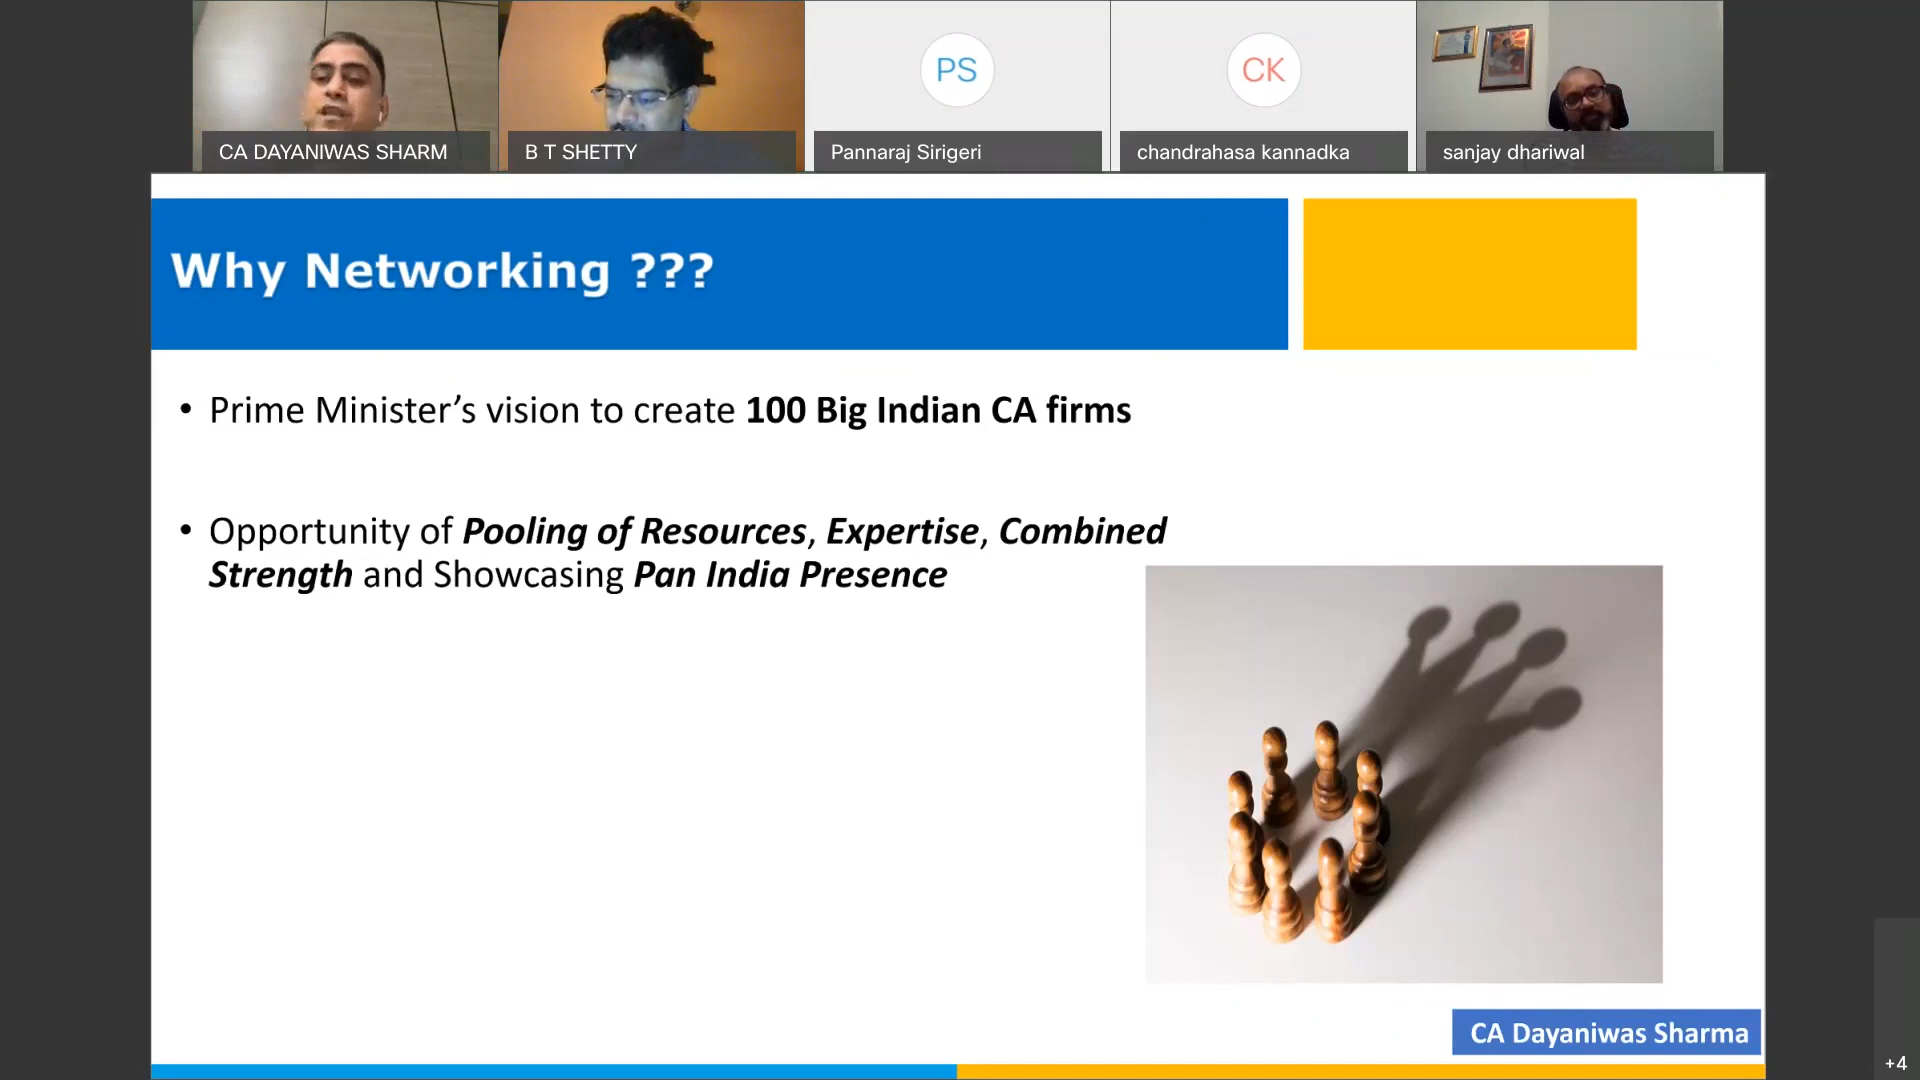 CA DAYANIWAS SHARM
B T SHETTY
PS
Pannaraj Sirigeri
CK
chandrahasa kannadka
sanjay dhariwal
Why Networking ???
• Prime Minister’s vision to create 100 Big Indian CA firms
• Opportunity of Pooling of Resources, Expertise, Combined
Strength and Showcasing Pan India Presence
CA Dayaniwas Sharma
+4